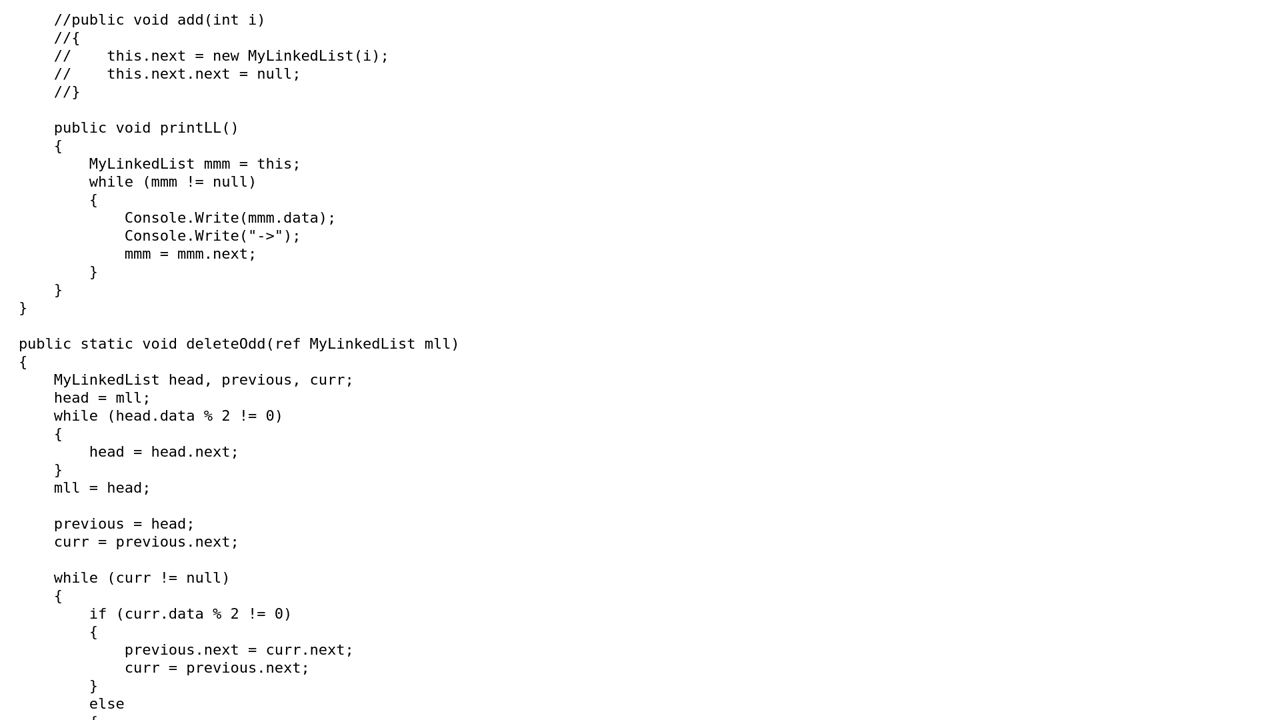 //public void add(int i)
    //{
    //    this.next = new MyLinkedList(i);
    //    this.next.next = null;
    //}

    public void printLL()
    {
        MyLinkedList mmm = this;
        while (mmm != null)
        {
            Console.Write(mmm.data);
            Console.Write("->");
            mmm = mmm.next;
        }
    }
}

public static void deleteOdd(ref MyLinkedList mll)
{
    MyLinkedList head, previous, curr;
    head = mll;
    while (head.data % 2 != 0)
    {
        head = head.next;
    }
    mll = head;

    previous = head;
    curr = previous.next;

    while (curr != null)
    {
        if (curr.data % 2 != 0)
        {
            previous.next = curr.next;
            curr = previous.next;
        }
        else
        {